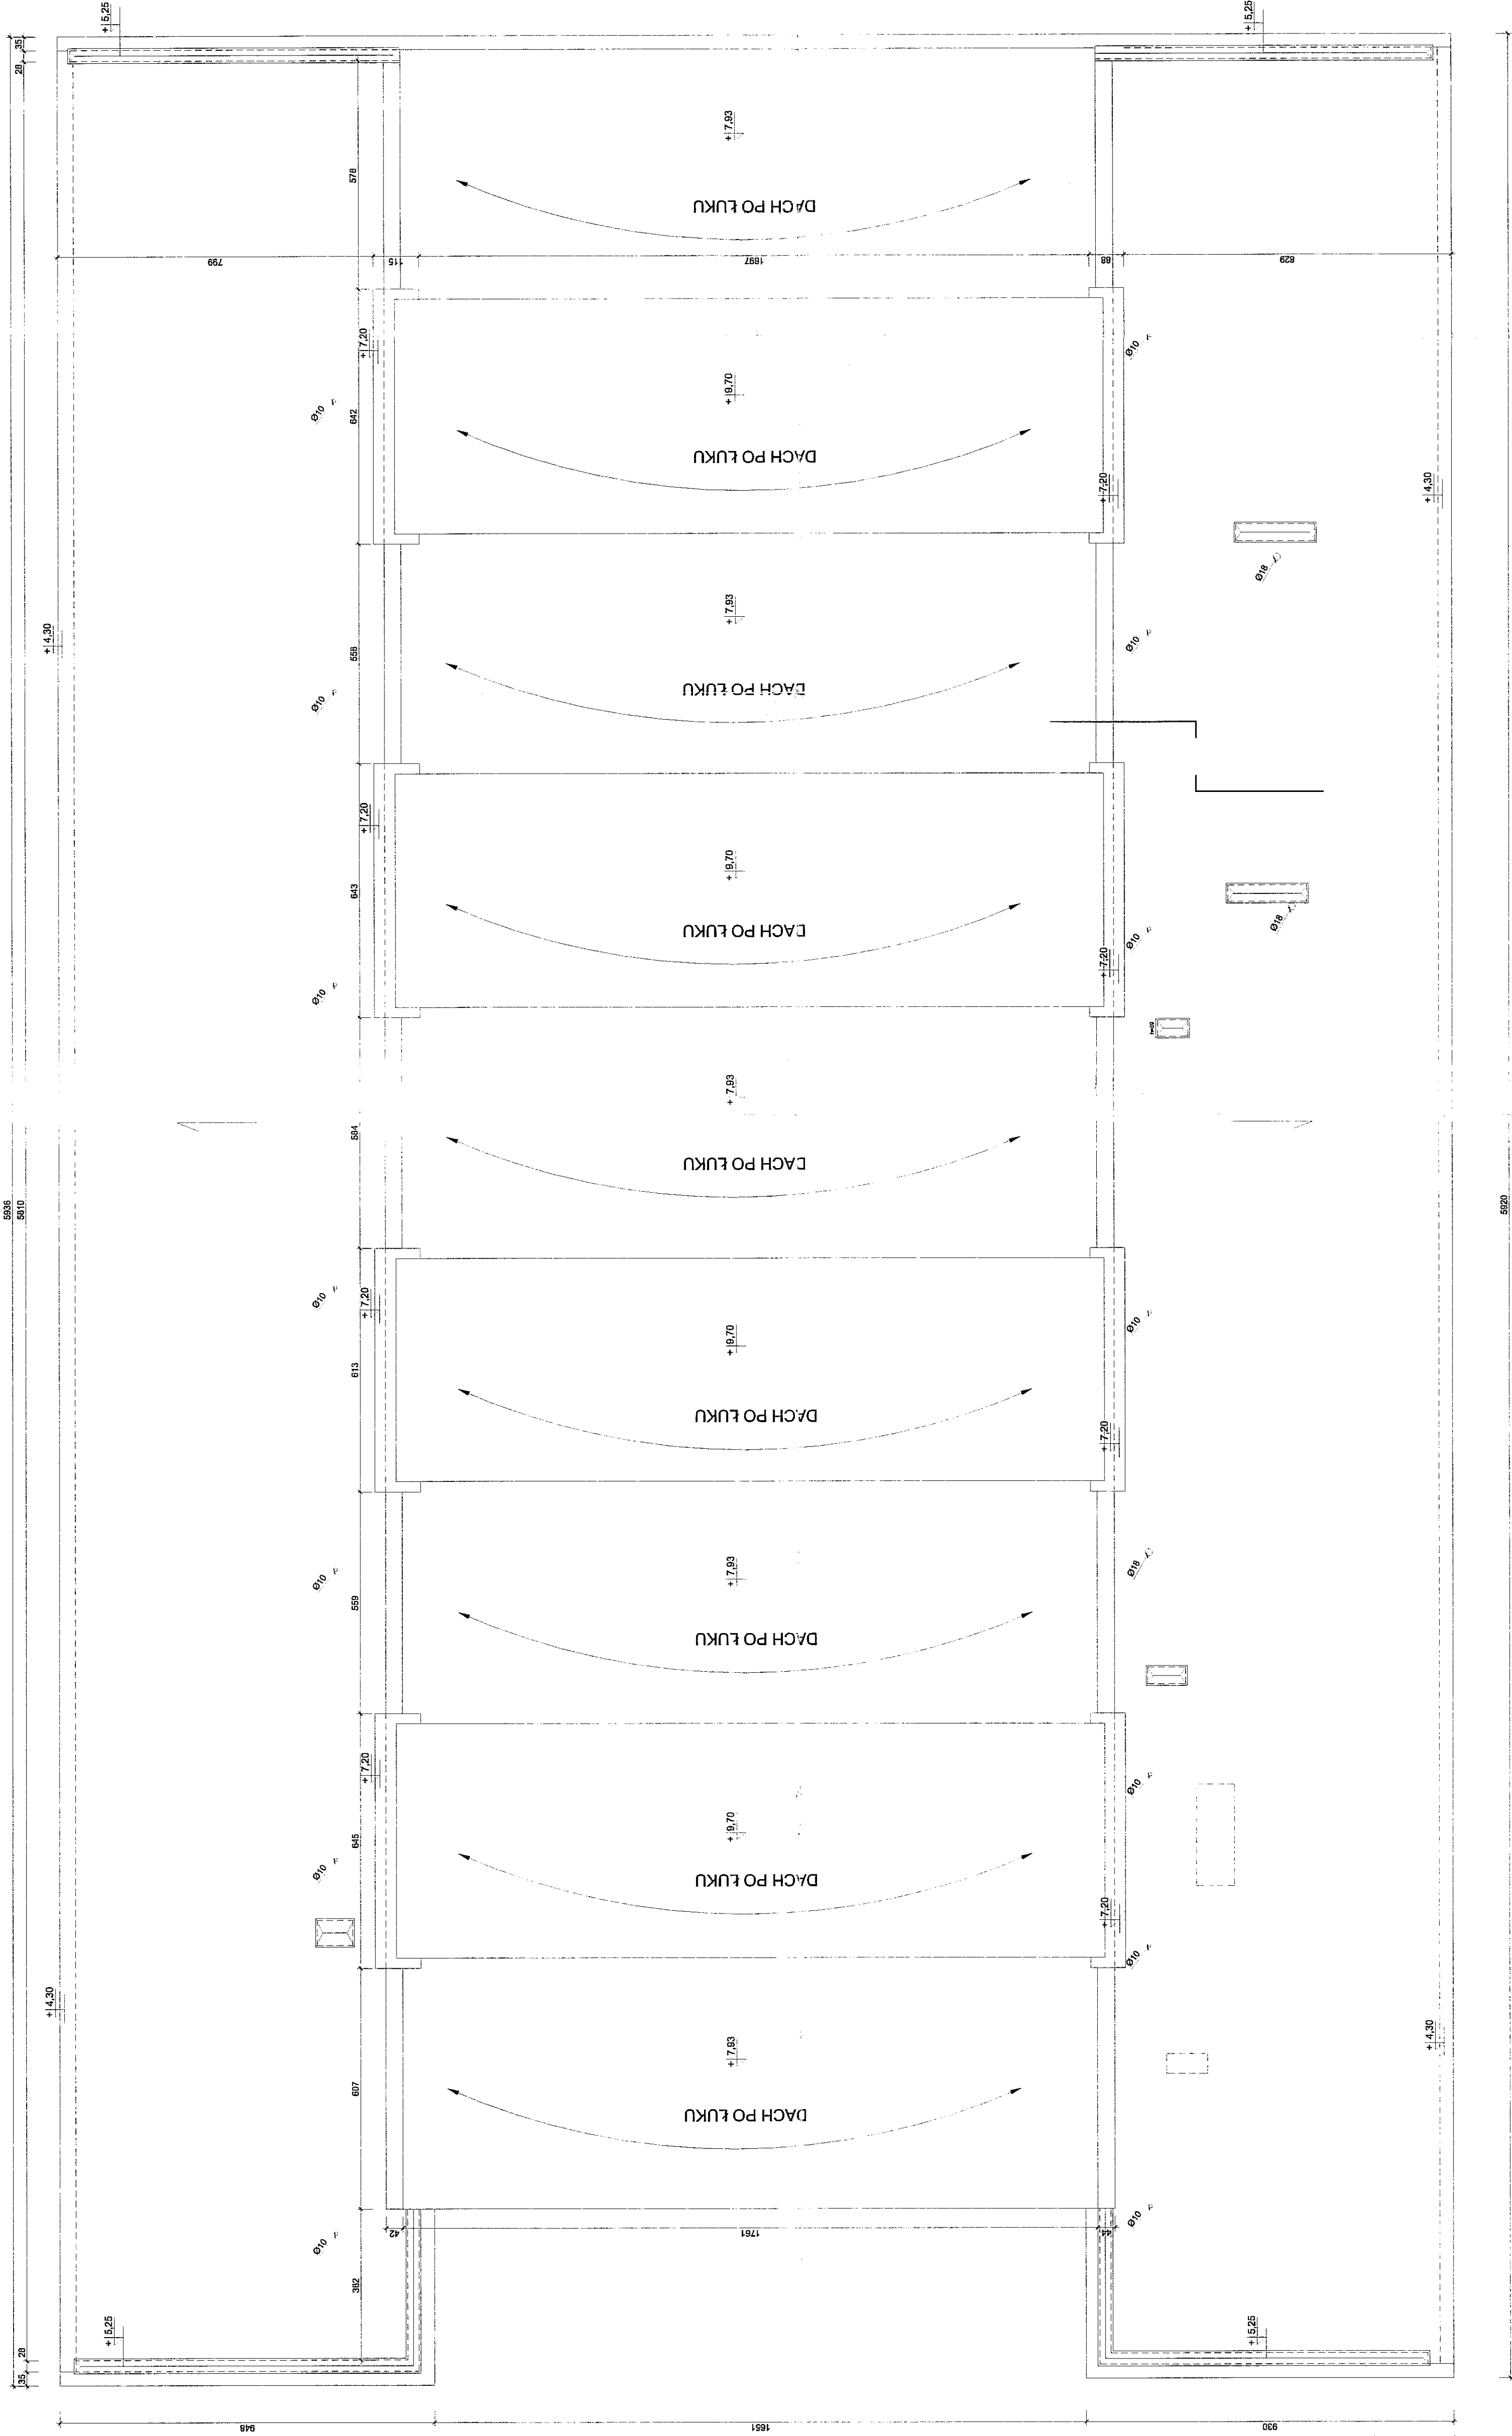 +5,25
+5,25
35
28
+7,93
578
DACH PO ŁUKU
799
115
1697
88
829
+7,20
Ø10
+9,70
Ø10
642
DACH PO ŁUKU
+7,20
+4,30
Ø18
+7,93
+4,30
558
Ø10
Ø10
DACH PO ŁUKU
+7,20
+9,70
643
DACH PO ŁUKU
Ø18
Ø10
+7,20
Ø10
+7,93
584
DACH PO ŁUKU
5936
5810
5920
Ø10
+7,20
Ø10
+9,70
613
DACH PO ŁUKU
+7,20
Ø10
+7,93
Ø18
559
DACH PO ŁUKU
+7,20
Ø10
+9,70
645
Ø10
DACH PO ŁUKU
+7,20
Ø10
+4,30
+4,30
+7,93
607
DACH PO ŁUKU
Ø10
Ø10
42
1761
44
382
+5,25
+5,25
28
35
948
1651
930